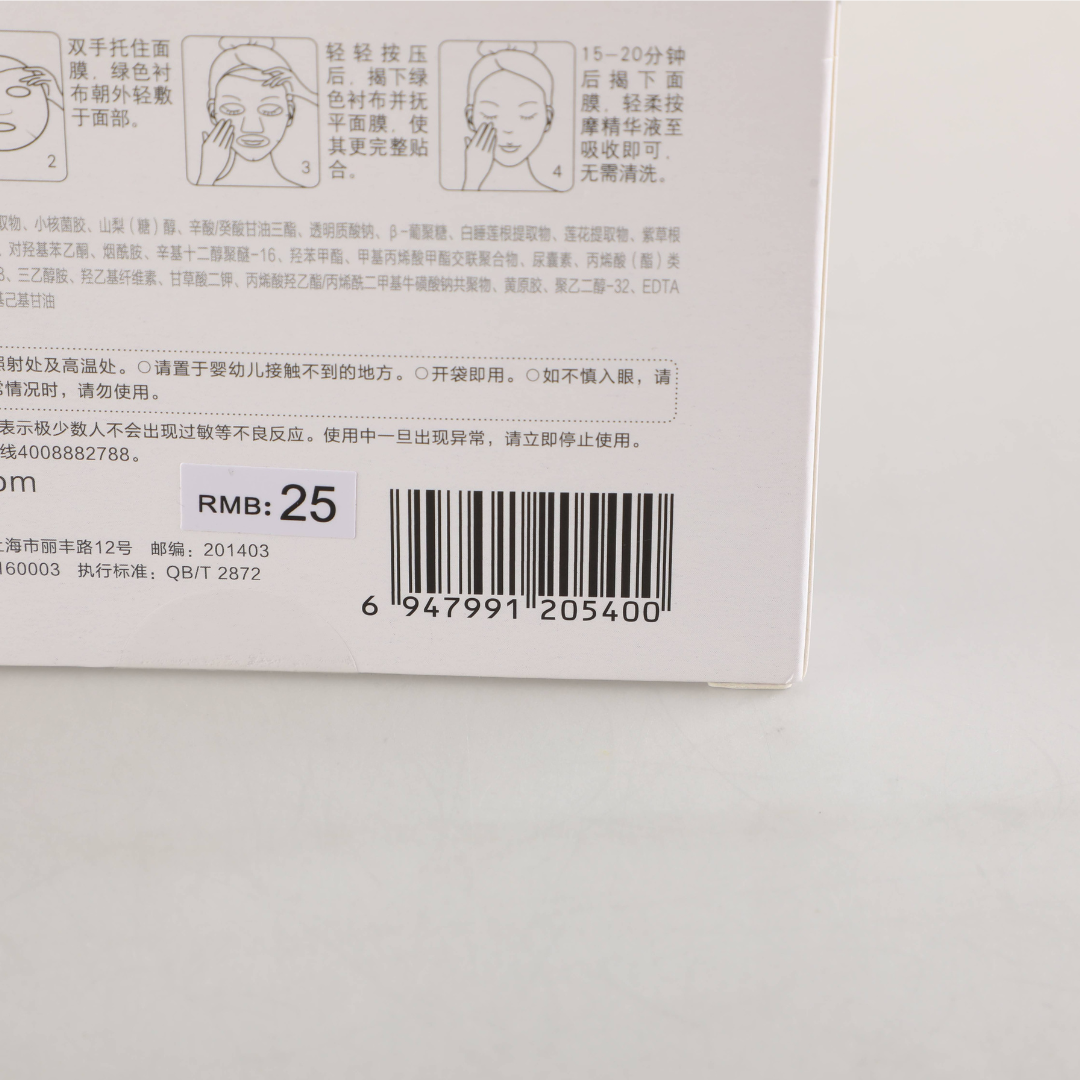 双手托住面
膜，绿色衬
布朝外轻敷
于面部。
2
轻轻按压
后，揭下绿
色衬布并抚
平面膜，使
其更完整贴
合。
3
15-20分钟
后揭下面
膜，轻柔按
摩精华液至
吸收即可，
无需清洗。
4
取物、小核菌胶、山梨（糖）醇、辛酸/癸酸甘油三酯、透明质酸钠、β-葡聚糖、白睡莲根提取物、莲花提取物、紫草根
、对羟基苯乙酮、烟酰胺、辛基十二醇聚醚-16、羟苯甲酯、甲基丙烯酸甲酯交联聚合物、尿囊素、丙烯酸（酯）类
三乙醇胺、羟乙基纤维素、甘草酸二钾、丙烯酸羟乙酯/丙烯酰二甲基牛磺酸钠共聚物、黄原胶、聚乙二醇-32、EDTA
基己基甘油
照射处及高温处。○请置于婴幼儿接触不到的地方。○开袋即用。○如不慎入眼，请
常情况时，请勿使用。
表示极少数人不会出现过敏等不良反应。使用中一旦出现异常，请立即停止使用。
线4008882788。
om
RMB: 25
上海市丽丰路12号 邮编：201403
160003 执行标准：QB/T 2872
6 947991 205400